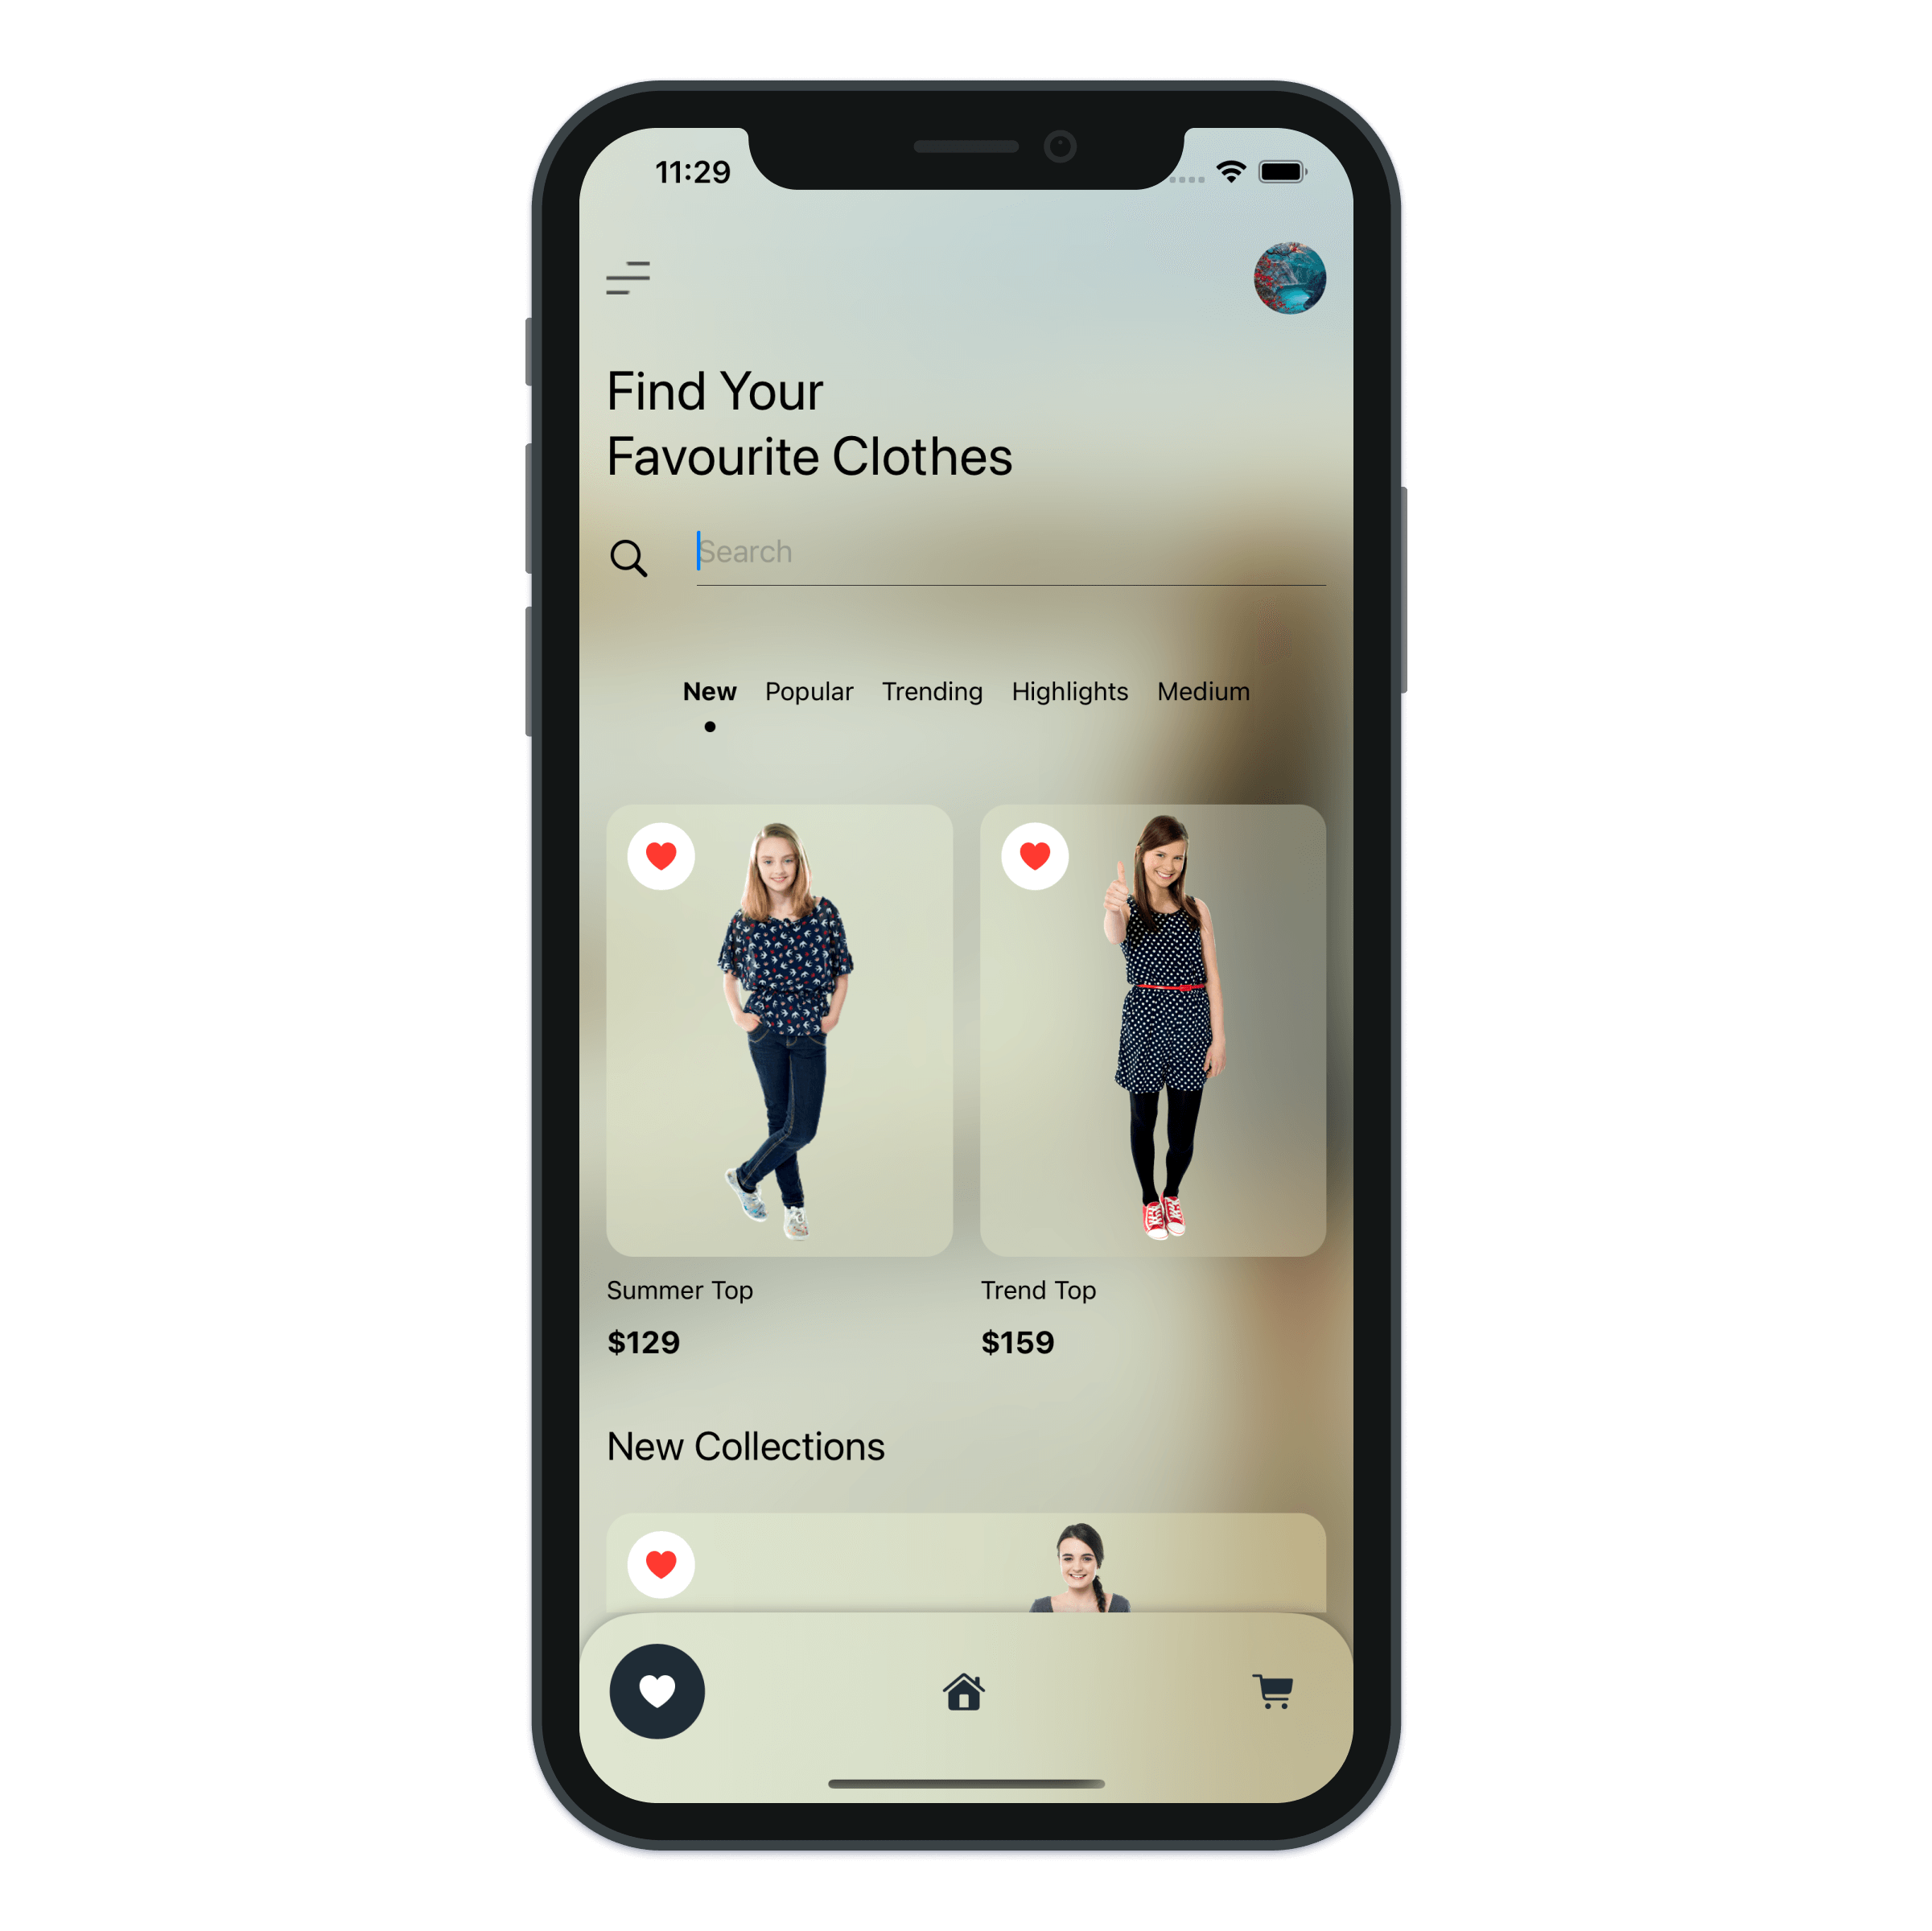 11:29
Find Your
Favourite Clothes
Search
New Popular Trending Highlights Medium
Summer Top
Trend Top
$129
$159
New Collections